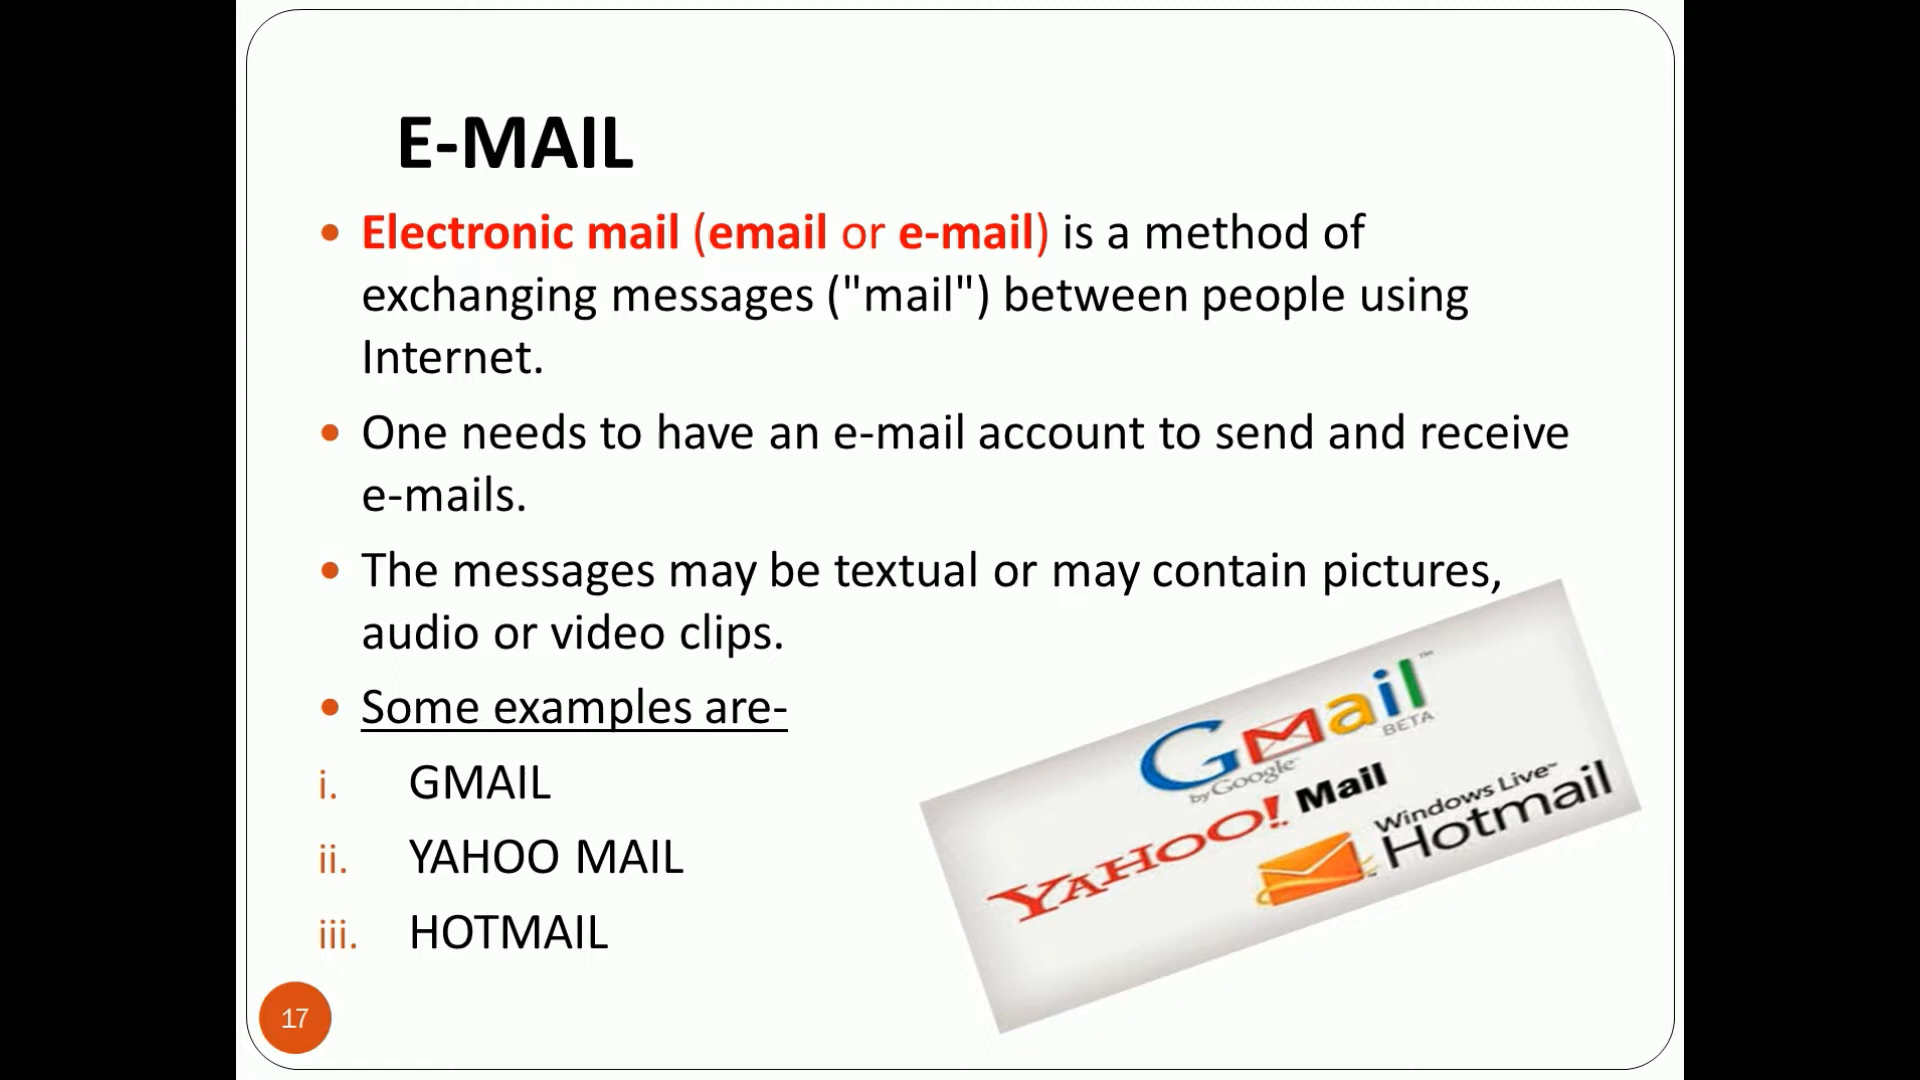 E-MAIL
• Electronic mail (email or e-mail) is a method of
exchanging messages ("mail") between people using
Internet.
• One needs to have an e-mail account to send and receive
e-mails.
• The messages may be textual or may contain pictures,
audio or video clips.
• Some examples are-
i. GMAIL
ii. YAHOO MAIL
iii. HOTMAIL
GMail™
BETA
by Google™
YAHOO! Mail
Windows Live™
Hotmail
17